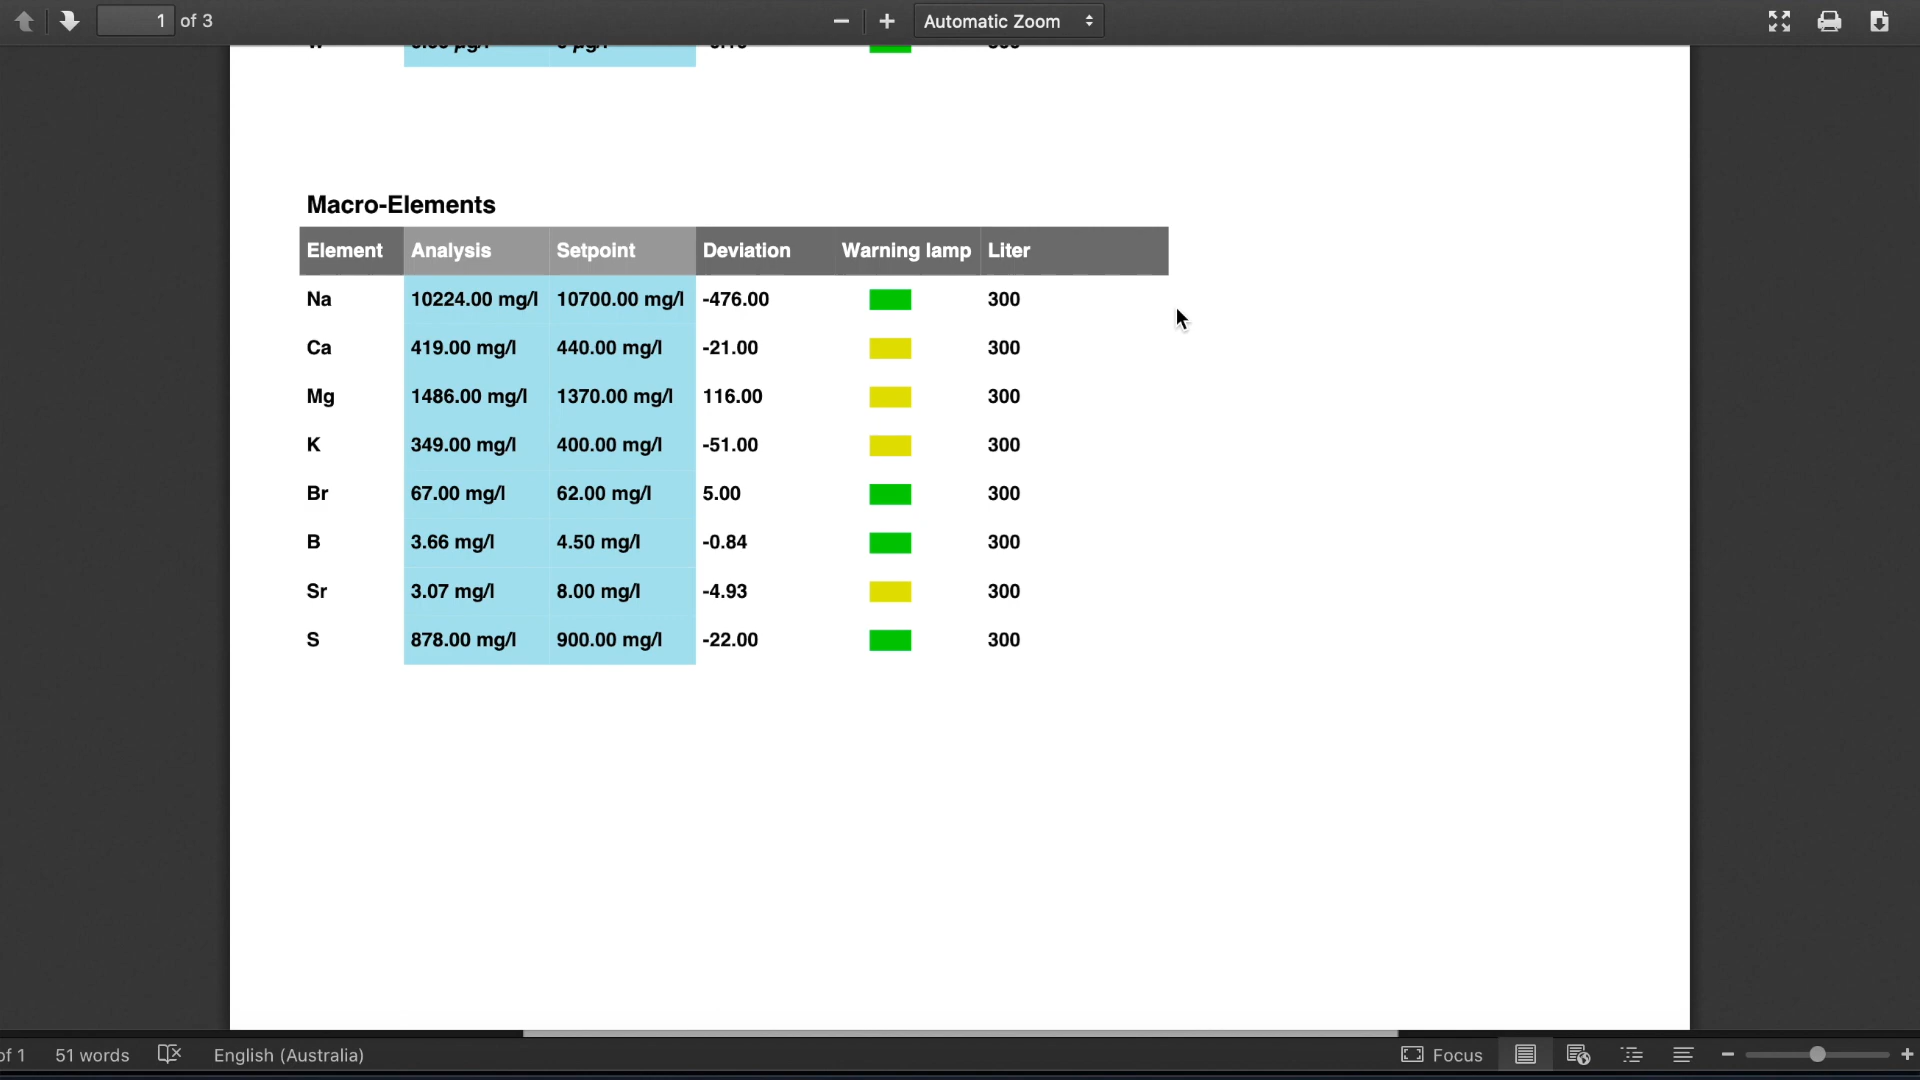 1 of 3 Automatic Zoom
Macro-Elements
Element Analysis Setpoint Deviation Warning lamp Liter
Na 10224.00 mg/l 10700.00 mg/l -476.00 300
Ca 419.00 mg/l 440.00 mg/l -21.00 300
Mg 1486.00 mg/l 1370.00 mg/l 116.00 300
K 349.00 mg/l 400.00 mg/l -51.00 300
Br 67.00 mg/l 62.00 mg/l 5.00 300
B 3.66 mg/l 4.50 mg/l -0.84 300
Sr 3.07 mg/l 8.00 mg/l -4.93 300
S 878.00 mg/l 900.00 mg/l -22.00 300
of 1 51 words English (Australia) Focus